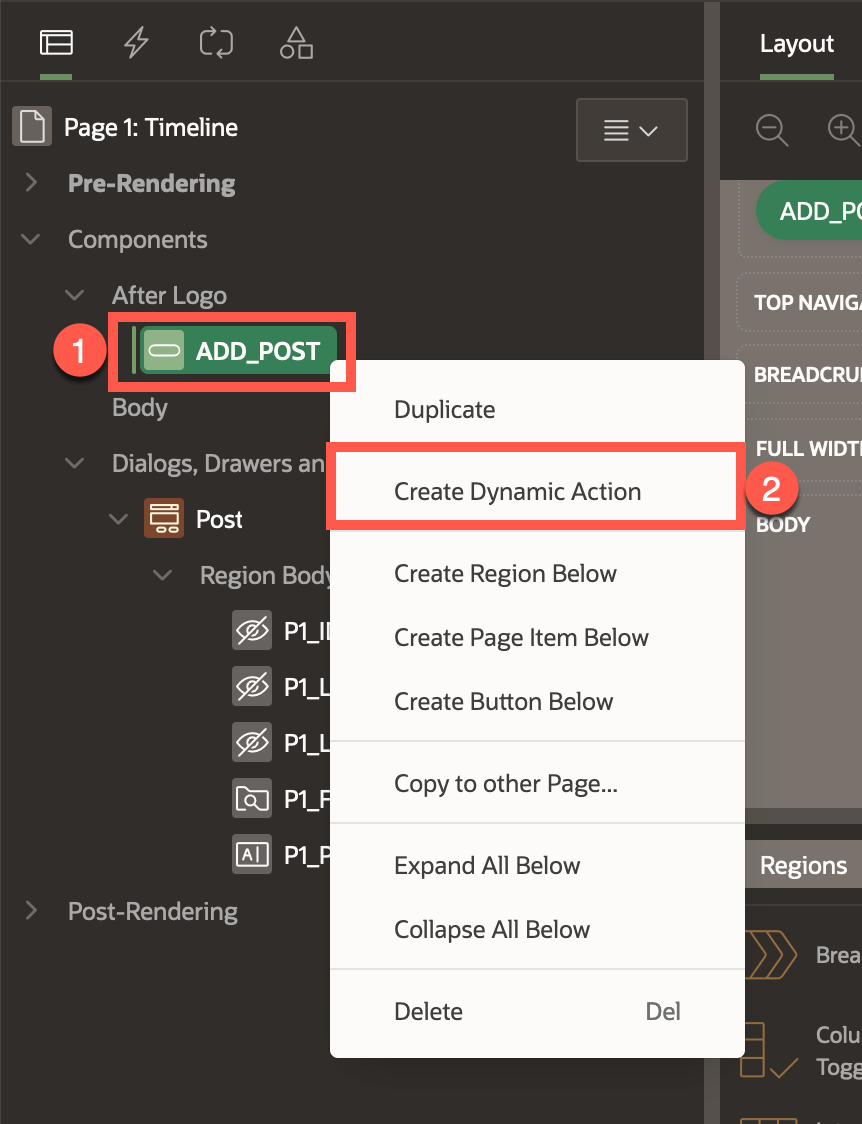 Layout
Page 1: Timeline
Pre-Rendering
Components
After Logo
1
ADD_POST
Body
Dialogs, Drawers an
Post
Region Body
P1_I
P1_L
P1_L
P1_F
P1_P
Post-Rendering
Duplicate
Create Dynamic Action
2
Create Region Below
Create Page Item Below
Create Button Below
Copy to other Page...
Expand All Below
Collapse All Below
Delete Del
ADD_PO
TOP NAVIGA
BREADCRU
FULL WIDT
BODY
Regions
Brea
Colu
Togg